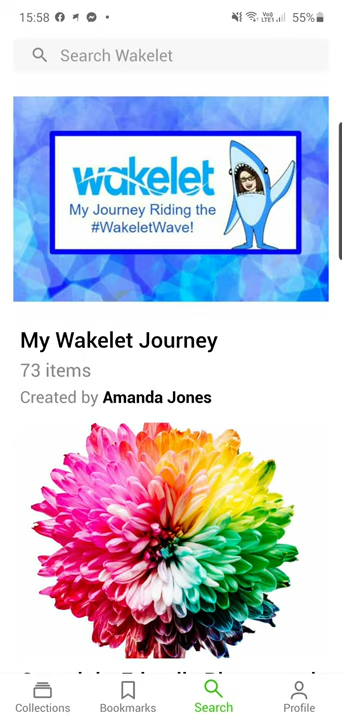 15:58
55%
Search Wakelet
wakelet
My Journey Riding the
#WakeletWave!
My Wakelet Journey
73 items
Created by Amanda Jones
Collections
Bookmarks
Search
Profile